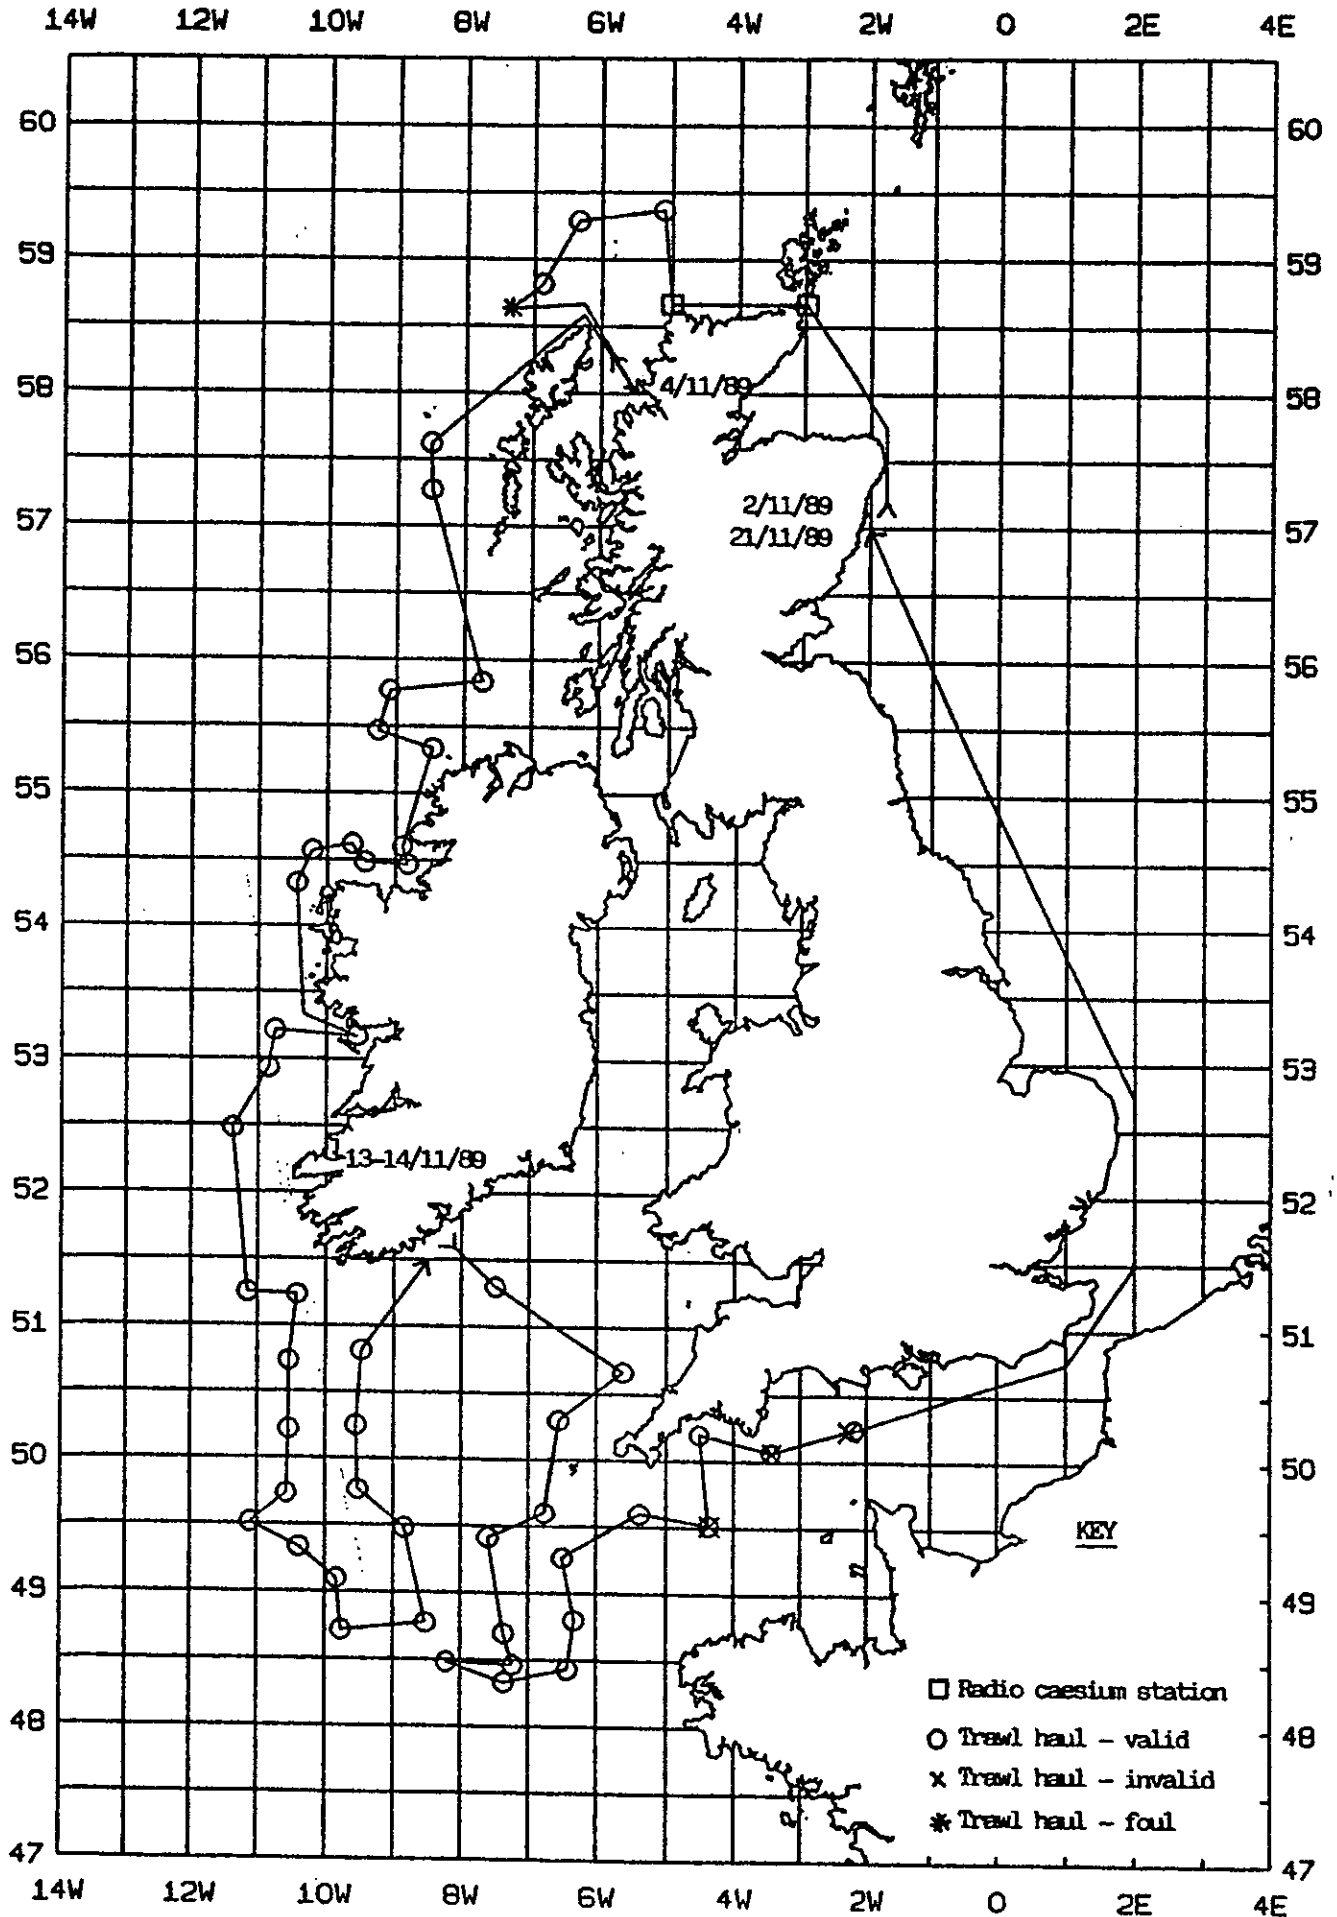 14W 12W 10W 8W 6W 4W 2W 0 2E 4E
60 60
59 59
58 4/11/89 58
2/11/89
57 57
21/11/89
56 56
55 55
54 54
53 53
13-14/11/89
52 52
51 51
50 50
KEY
49 49
Radio caesium station
48 Trawl haul - valid 48
Trawl haul - invalid
Trawl haul - foul
47 47
14W 12W 10W 8W 6W 4W 2W 0 2E 4E